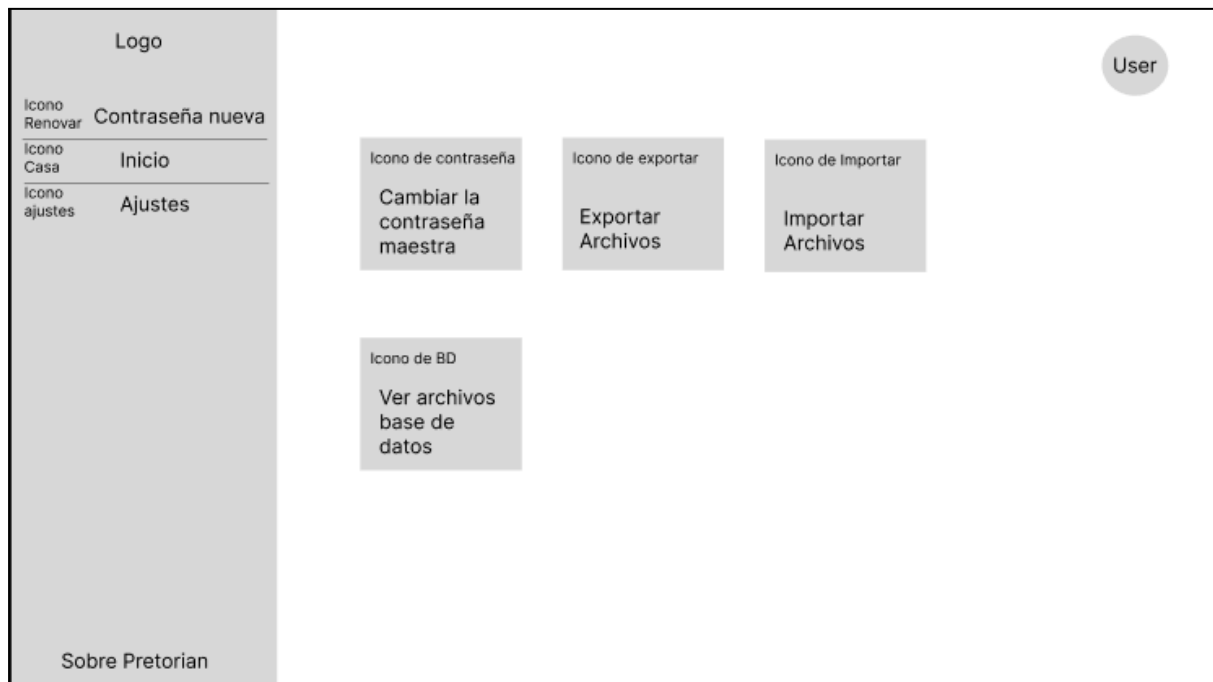 Logo
User
Icono
Renovar
Contraseña nueva
Icono
Casa
Inicio
Icono
ajustes
Ajustes
Icono de contraseña
Cambiar la
contraseña
maestra
Icono de exportar
Exportar
Archivos
Icono de Importar
Importar
Archivos
Icono de BD
Ver archivos
base de
datos
Sobre Pretorian